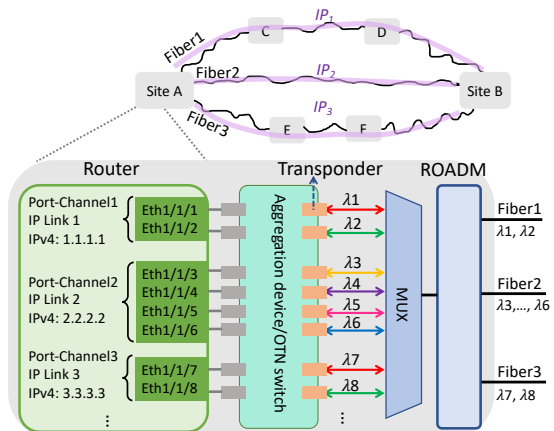 IP1
Fiber1
C
D
Fiber2
IP2
Site A
Site B
IP3
Fiber3
E
F
Router
Transponder
ROADM
Port-Channel1
IP Link 1
IPv4: 1.1.1.1
Eth1/1/1
Eth1/1/2
Port-Channel2
IP Link 2
IPv4: 2.2.2.2
Eth1/1/3
Eth1/1/4
Eth1/1/5
Eth1/1/6
Port-Channel3
IP Link 3
IPv4: 3.3.3.3
Eth1/1/7
Eth1/1/8
⋮
Aggregation device/OTN switch
λ1
λ2
λ3
λ4
λ5
λ6
λ7
λ8
...
MUX
Fiber1
λ1, λ2
Fiber2
λ3,..., λ6
Fiber3
λ7, λ8